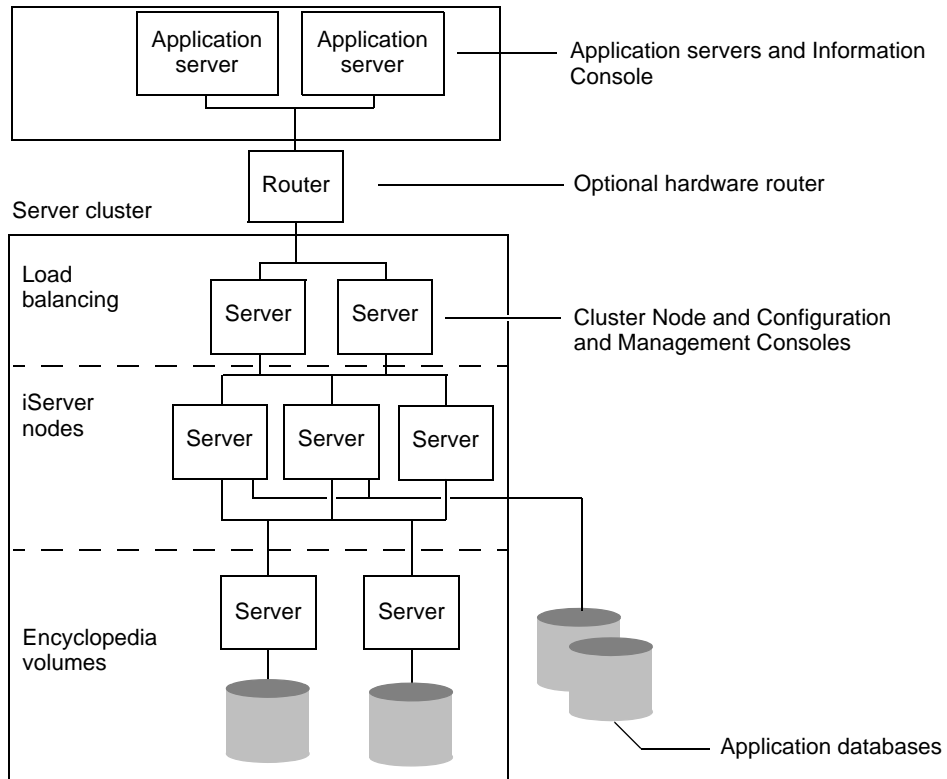 Application
server
Application
server
Application servers and Information
Console
Router
Optional hardware router
Server cluster
Load
balancing
Server
Server
Cluster Node and Configuration
and Management Consoles
iServer
nodes
Server
Server
Server
Encyclopedia
volumes
Server
Server
Application databases